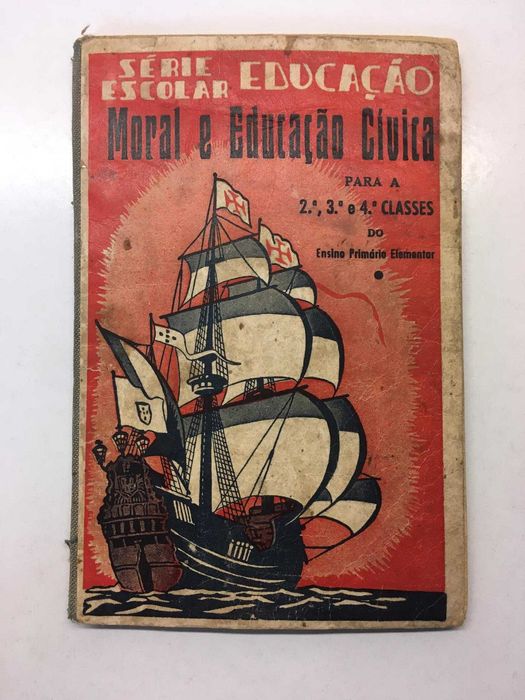 SÉRIE ESCOLAR EDUCAÇÃO
Moral e Educação Cívica
PARA A
2.ª, 3.ª e 4.ª CLASSES
DO
Ensino Primário Elementar